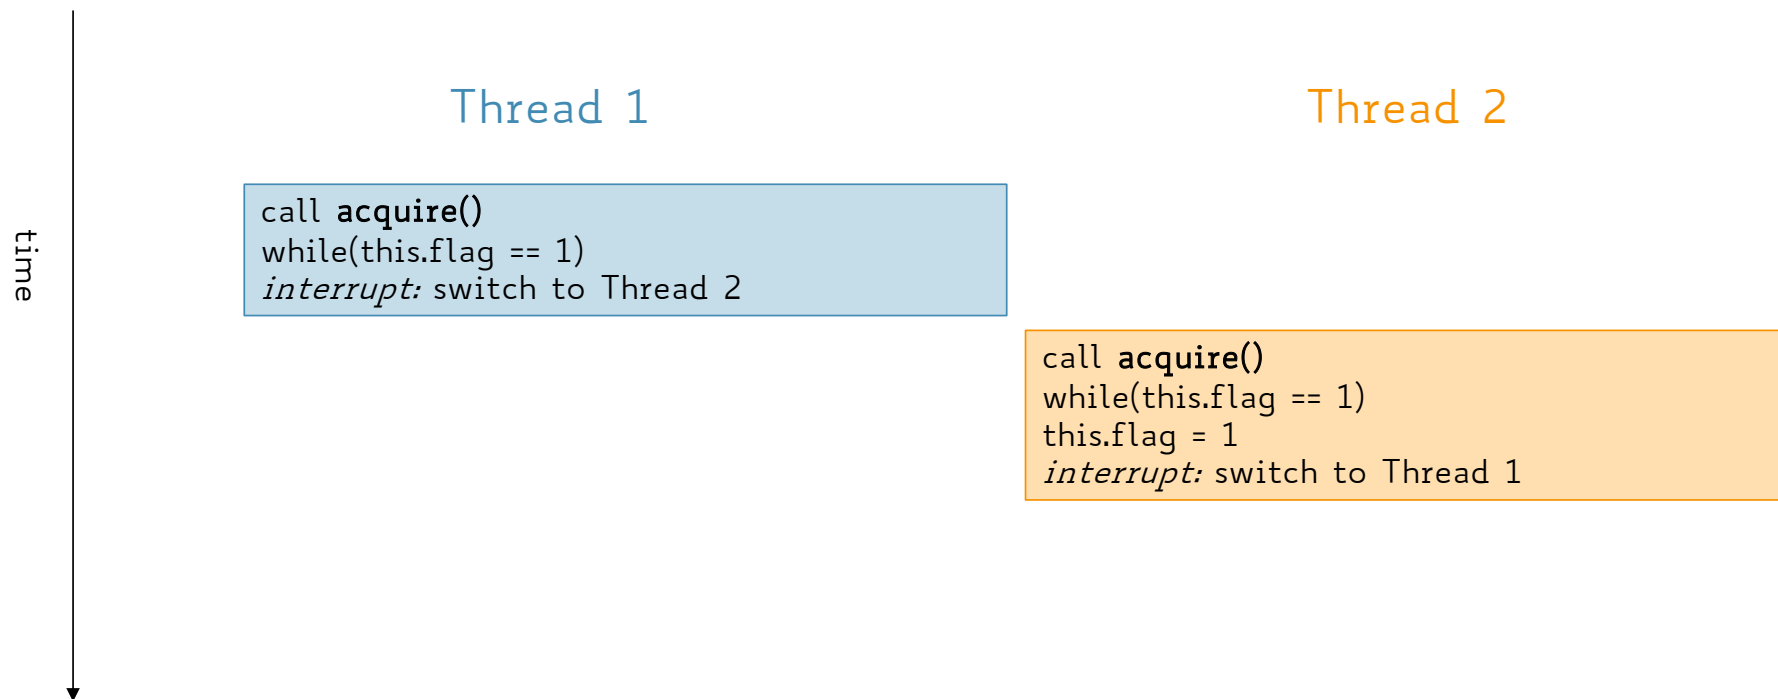 time
Thread 1
Thread 2
call acquire()
while(this.flag == 1)
interrupt: switch to Thread 2
call acquire()
while(this.flag == 1)
this.flag = 1
interrupt: switch to Thread 1